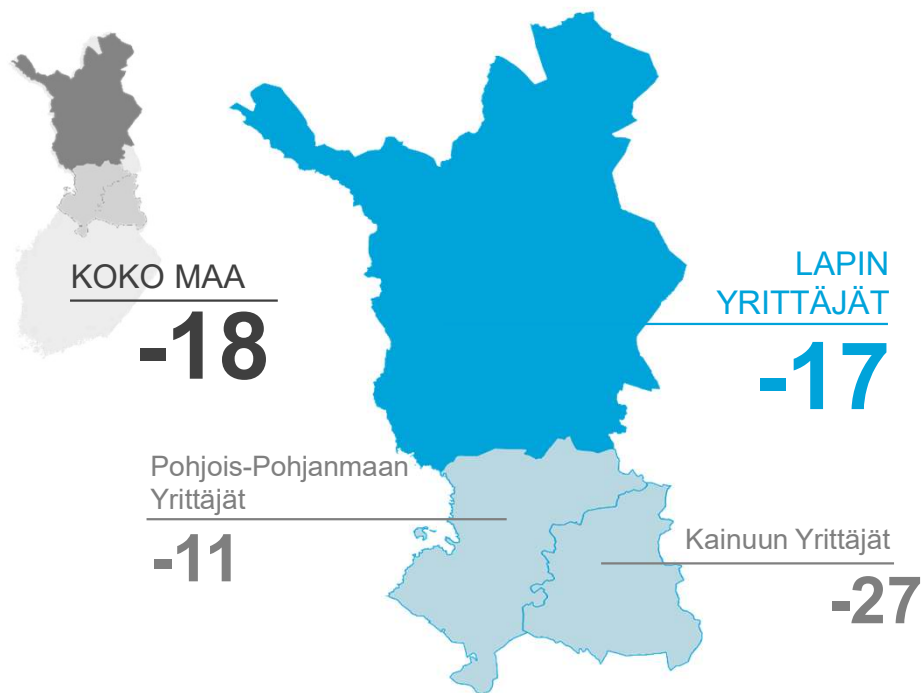 KOKO MAA
-18
LAPIN
YRITTÄJÄT
-17
Pohjois-Pohjanmaan
Yrittäjät
-11
Kainuun Yrittäjät
-27